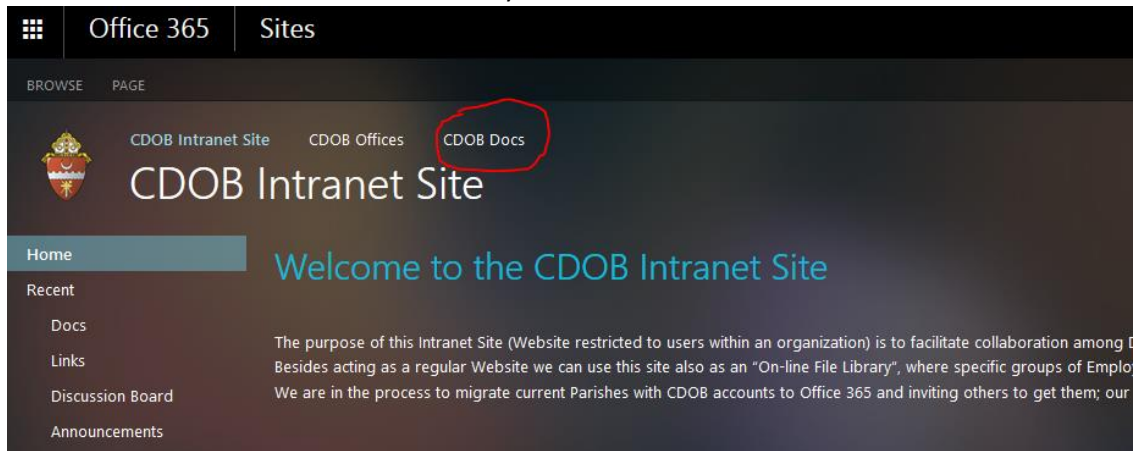 Office 365 Sites
BROWSE PAGE
CDOB Intranet Site CDOB Offices CDOB Docs
CDOB Intranet Site
Home
Recent
Docs
Links
Discussion Board
Announcements
Welcome to the CDOB Intranet Site
The purpose of this Intranet Site (Website restricted to users within an organization) is to facilitate collaboration among
Besides acting as a regular Website we can use this site also as an "On-line File Library", where specific groups of
We are in the process to migrate current Parishes with CDOB accounts to Office 365 and inviting others to get them; our